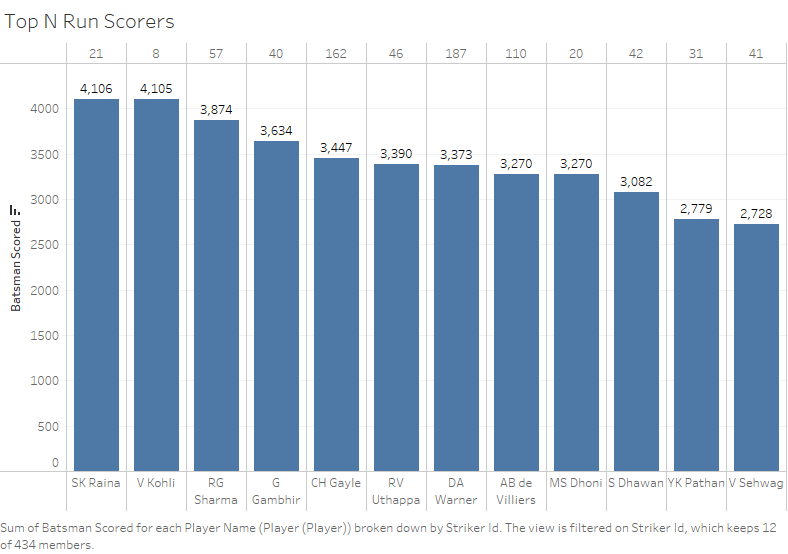 Top N Run Scorers
21 8 57 40 162 46 187 110 20 42 31 41
4,106 4,105 3,874 3,634 3,447 3,390 3,373 3,270 3,270 3,082 2,779 2,728
4000
3500
3000
2500
2000
1500
1000
500
0
Batsman Scored
SK Raina V Kohli RG Sharma G Gambhir CH Gayle RV Uthappa DA Warner AB de Villiers MS Dhoni S Dhawan YK Pathan V Sehwag
Sum of Batsman Scored for each Player Name (Player (Player)) broken down by Striker Id. The view is filtered on Striker Id, which keeps 12
of 434 members.